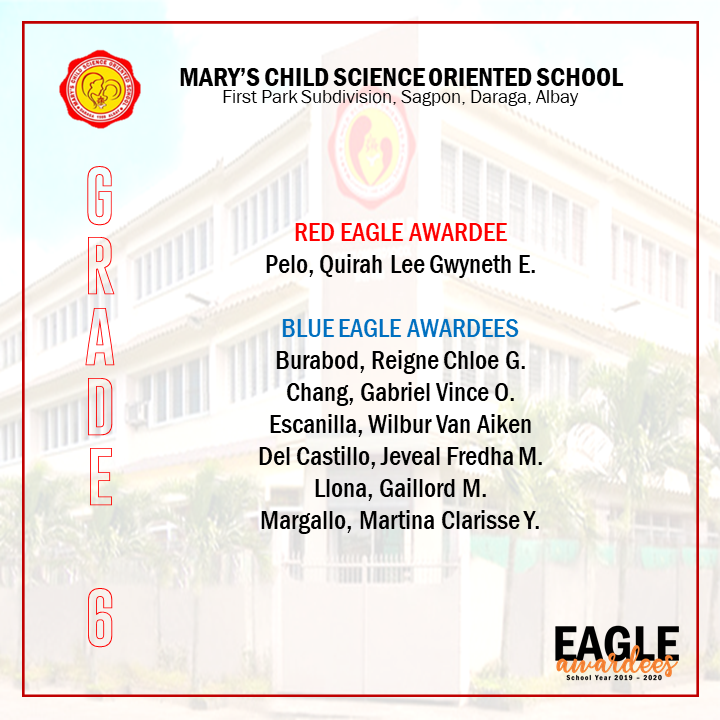 MARY'S CHILD SCIENCE ORIENTED SCHOOL
First Park Subdivision, Sagpon, Daraga, Albay
GRADE 6
RED EAGLE AWARDEE
Pelo, Quirah Lee Gwyneth E.
BLUE EAGLE AWARDEES
Burabod, Reigne Chloe G.
Chang, Gabriel Vince O.
Escanilla, Wilbur Van Aiken
Del Castillo, Jeveal Fredha M.
Llona, Gaillord M.
Margallo, Martina Clarisse Y.
EAGLE
awardees
School Year 2019 - 2020